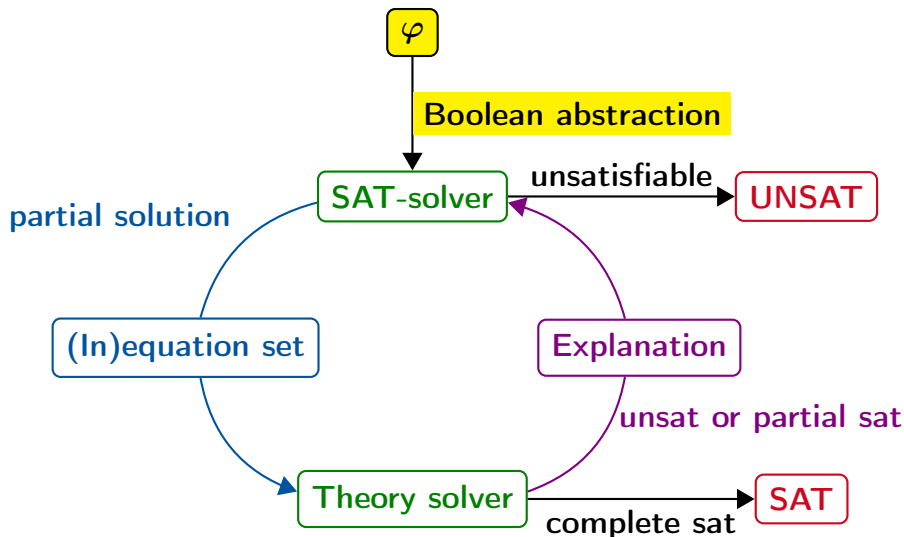 φ
Boolean abstraction
SAT-solver
unsatisfiable
UNSAT
partial solution
(In)equation set
Explanation
unsat or partial sat
Theory solver
complete sat
SAT